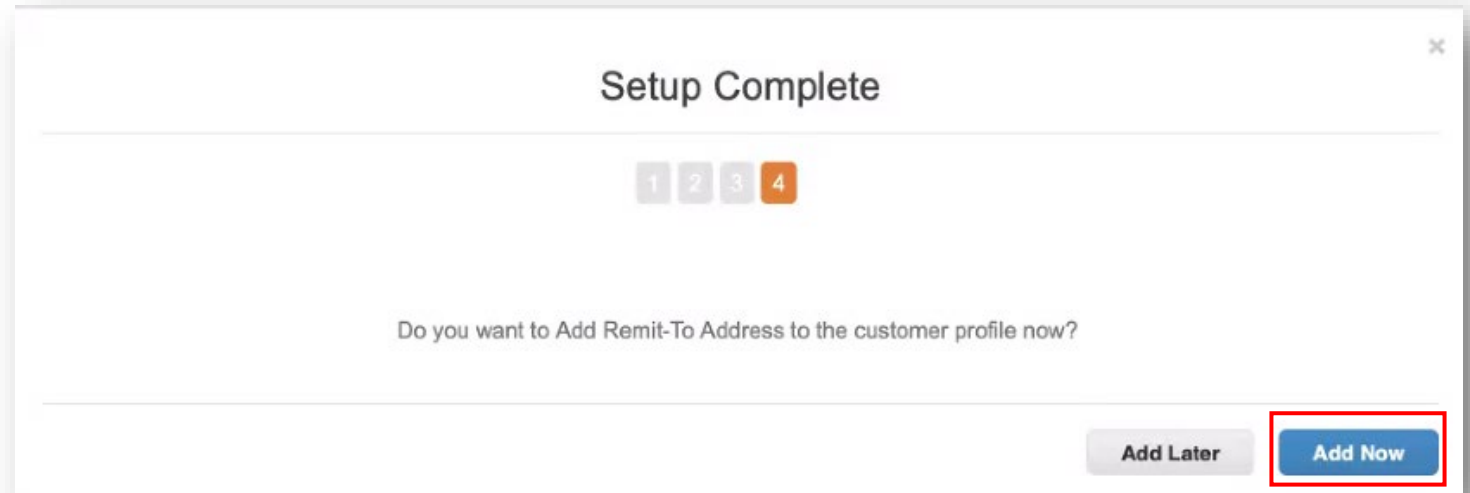 ×
Setup Complete
1 2 3 4
Do you want to Add Remit-To Address to the customer profile now?
Add Later Add Now